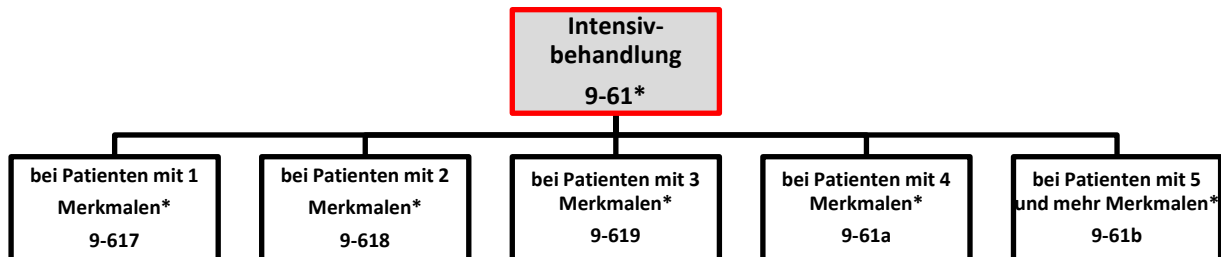 Intensiv-
behandlung
9-61*
bei Patienten mit 1
Merkmalen*
9-617
bei Patienten mit 2
Merkmalen*
9-618
bei Patienten mit 3
Merkmalen*
9-619
bei Patienten mit 4
Merkmalen*
9-61a
bei Patienten mit 5
und mehr Merkmalen*
9-61b